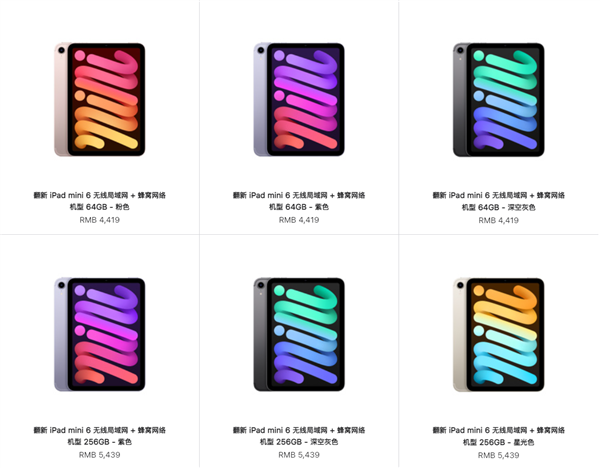 翻新 iPad mini 6 无线局域网 + 蜂窝网络
机型 64GB - 粉色
RMB 4,419
翻新 iPad mini 6 无线局域网 + 蜂窝网络
机型 64GB - 紫色
RMB 4,419
翻新 iPad mini 6 无线局域网 + 蜂窝网络
机型 64GB - 深空灰色
RMB 4,419
翻新 iPad mini 6 无线局域网 + 蜂窝网络
机型 256GB - 紫色
RMB 5,439
翻新 iPad mini 6 无线局域网 + 蜂窝网络
机型 256GB - 深空灰色
RMB 5,439
翻新 iPad mini 6 无线局域网 + 蜂窝网络
机型 256GB - 星光色
RMB 5,439